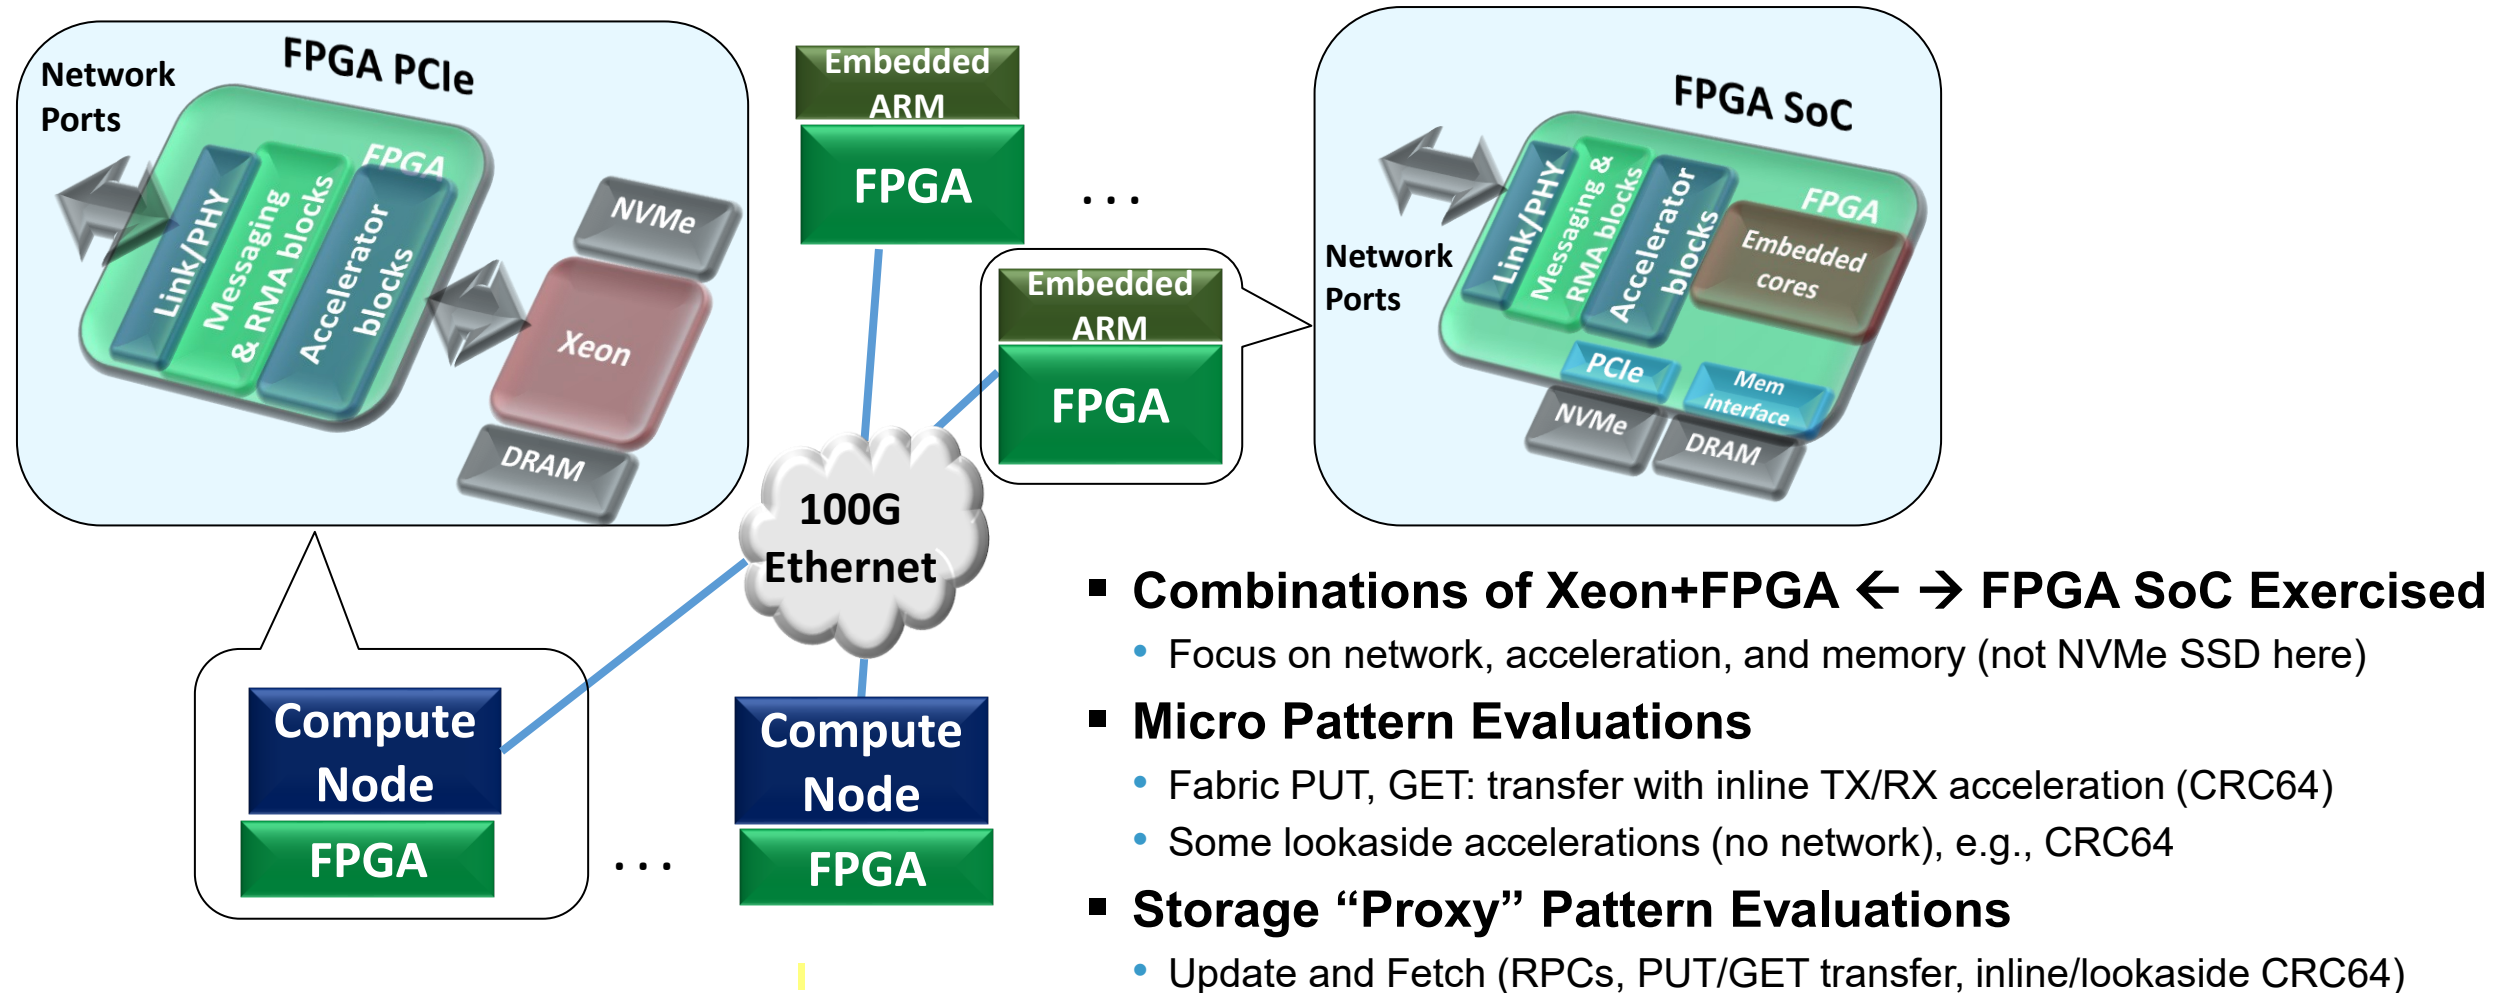 FPGA PCIe
Network
Ports
FPGA
Link/PHY
Messaging
& RMA blocks
Accelerator
blocks
NVMe
Xeon
DRAM
Embedded
ARM
FPGA
. . .
Embedded
ARM
FPGA
FPGA SoC
Network
Ports
FPGA
Link/PHY
Messaging &
RMA blocks
Accelerator
blocks
Embedded
cores
PCIe
Mem
interface
NVMe
DRAM
100G
Ethernet
Compute
Node
FPGA
. . .
Compute
Node
FPGA
▪ Combinations of Xeon+FPGA ← → FPGA SoC Exercised
• Focus on network, acceleration, and memory (not NVMe SSD here)
▪ Micro Pattern Evaluations
• Fabric PUT, GET: transfer with inline TX/RX acceleration (CRC64)
• Some lookaside accelerations (no network), e.g., CRC64
▪ Storage “Proxy” Pattern Evaluations
• Update and Fetch (RPCs, PUT/GET transfer, inline/lookaside CRC64)